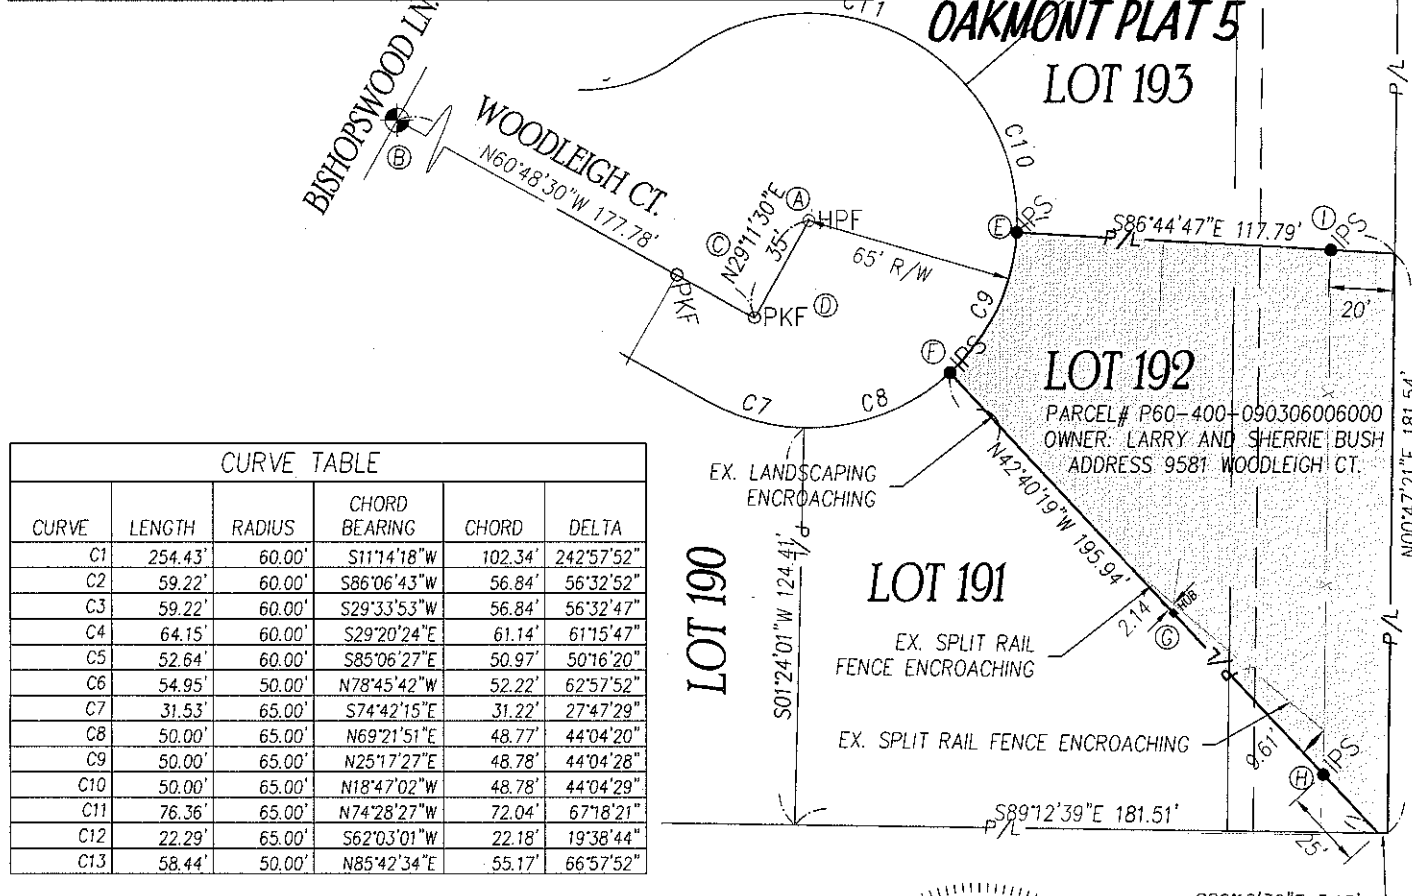 OAKMONT PLAT 5
C11
LOT 193
BISHOPSWOOD LN.
P/L
WOODLEIGH CT.
N60°48'30"W 177.78'
B
C10
A
HPF
N29°11'30"E
35'
C
E
IPS
S86°44'47"E 117.79'
P/L
I
IPS
65' R/W
PKF
PKF D
C9
20'
F
IPS
LOT 192
PARCEL# P60-400-090306006000
OWNER: LARRY AND SHERRIE BUSH
ADDRESS 9581 WOODLEIGH CT.
N00°47'21"E 181.54'
C7
C8
EX. LANDSCAPING
ENCROACHING
N42°40'19"W 195.94'
CURVE TABLE
CURVE LENGTH RADIUS CHORD BEARING CHORD DELTA
C1 254.43' 60.00' S11°14'18"W 102.34' 242°57'52"
C2 59.22' 60.00' S86°06'43"W 56.84' 56°32'52"
C3 59.22' 60.00' S29°33'53"W 56.84' 56°32'47"
C4 64.15' 60.00' S29°20'24"E 61.14' 61°15'47"
C5 52.64' 60.00' S85°06'27"E 50.97' 50°16'20"
C6 54.95' 50.00' N78°45'42"W 52.22' 62°57'52"
C7 31.53' 65.00' S74°42'15"E 31.22' 27°47'29"
C8 50.00' 65.00' N69°21'51"E 48.77' 44°04'20"
C9 50.00' 65.00' N25°17'27"E 48.78' 44°04'28"
C10 50.00' 65.00' N18°47'02"W 48.78' 44°04'29"
C11 76.36' 65.00' N74°28'27"W 72.04' 67°18'21"
C12 22.29' 65.00' S62°03'01"W 22.18' 19°38'44"
C13 58.44' 50.00' N85°42'34"E 55.17' 66°57'52"
LOT 190
S01°24'01"W 124.41'
P/L
LOT 191
2.14'
HUB
G
EX. SPLIT RAIL
FENCE ENCROACHING
P/L
P/L
EX. SPLIT RAIL FENCE ENCROACHING
9.61'
H
IPS
S89°12'39"E 181.51'
P/L
25'